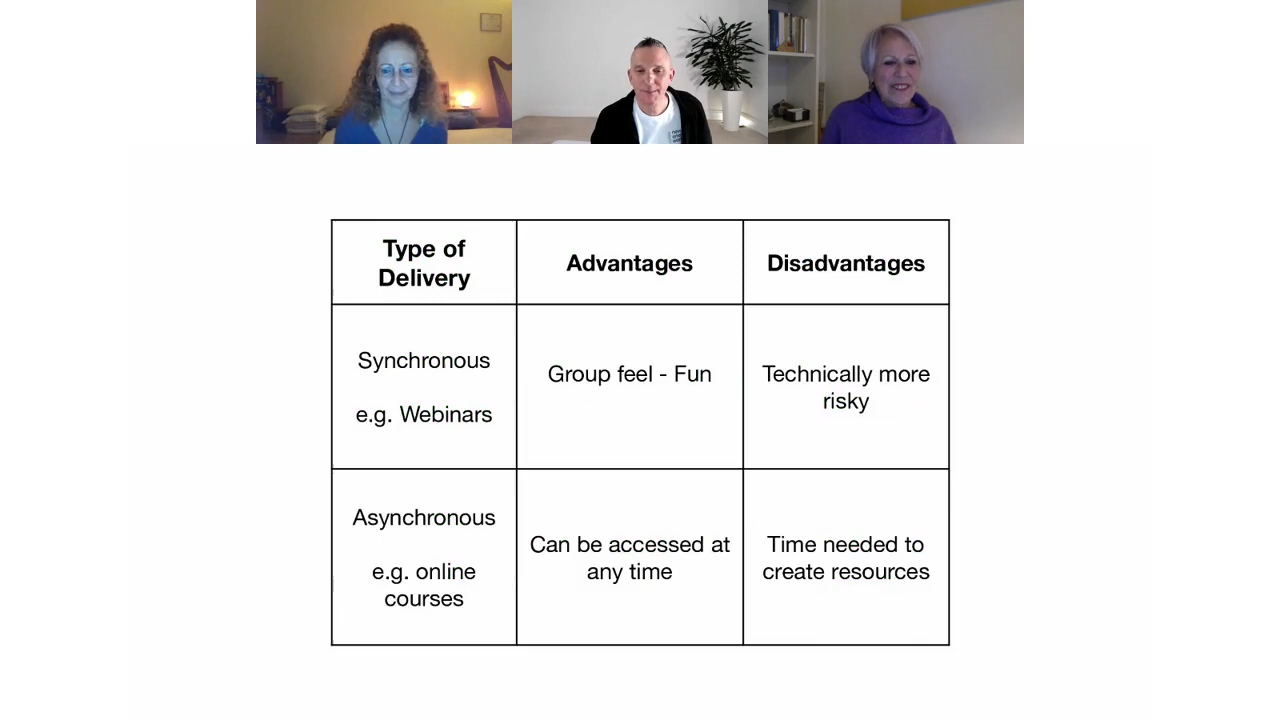 Type of
Delivery
Advantages
Disadvantages
Synchronous
e.g. Webinars
Group feel - Fun
Technically more
risky
Asynchronous
e.g. online
courses
Can be accessed at
any time
Time needed to
create resources